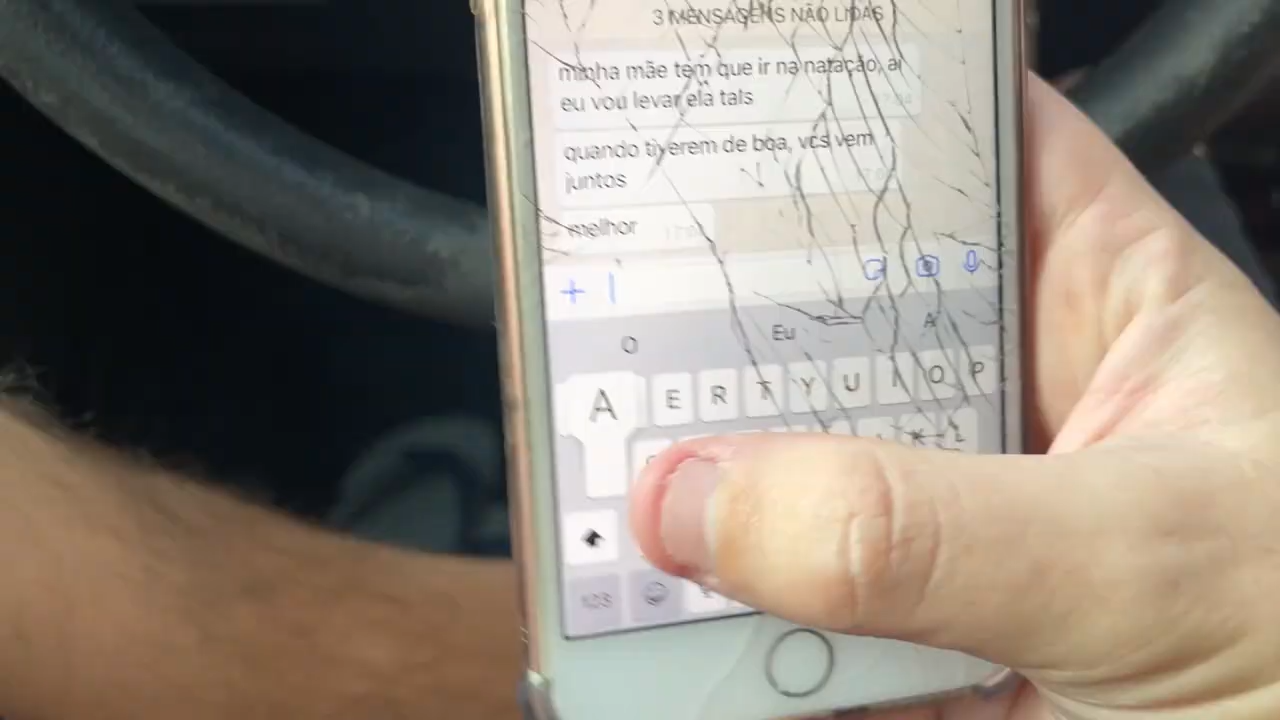 3 MENSAGENS NÃO LIDAS
minha mãe tem que ir na natação, aí
eu vou levar ela tals
quando tiverem de boa, vcs vem
juntos
melhor
O Eu A
A E R T Y U I O P
K L
123